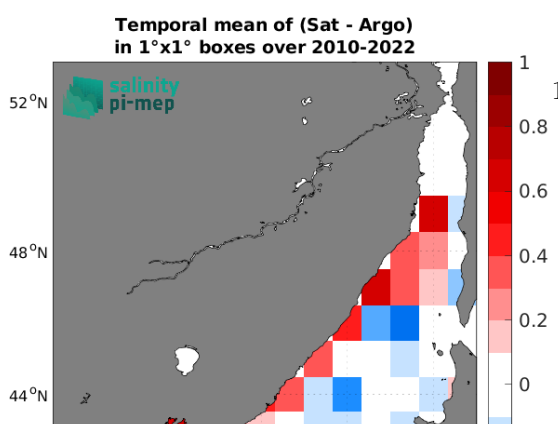 Temporal mean of (Sat - Argo)
in 1°x1° boxes over 2010-2022
salinity
pi-mep
52°N
48°N
44°N
1
0.8
0.6
0.4
0.2
0